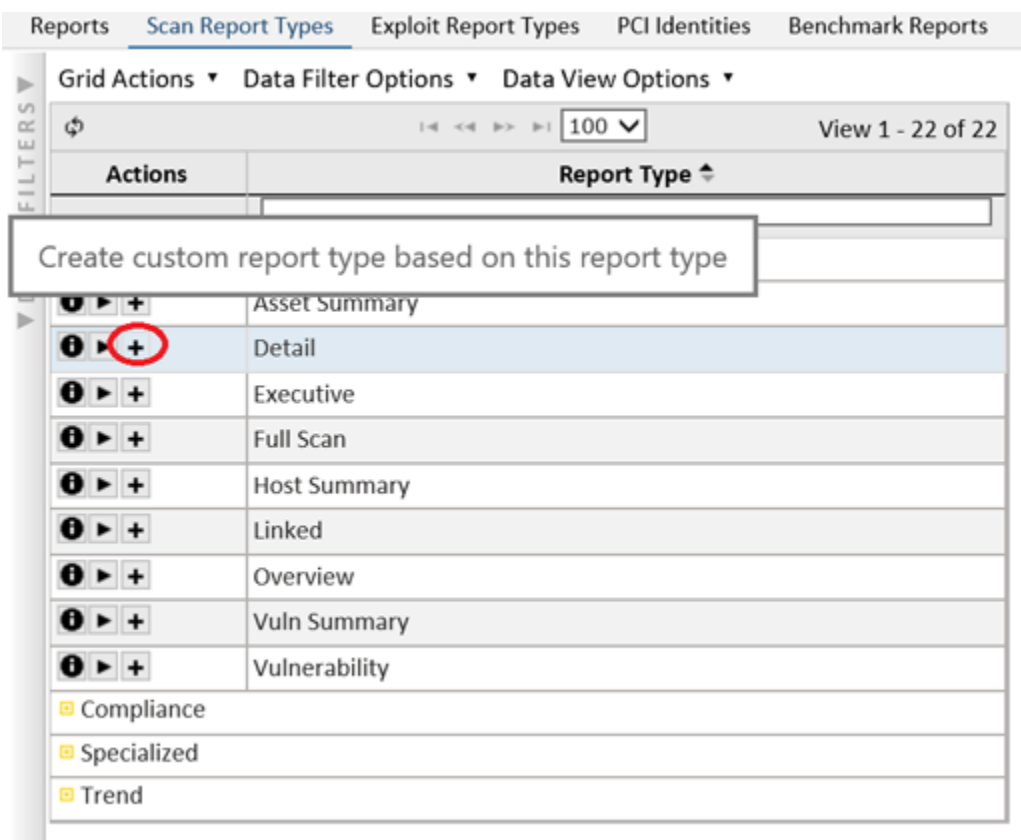 Reports Scan Report Types Exploit Report Types PCI Identities Benchmark Reports
Grid Actions Data Filter Options Data View Options
100 View 1 - 22 of 22
FILTERS
Actions Report Type
Create custom report type based on this report type
Asset Summary
Detail
Executive
Full Scan
Host Summary
Linked
Overview
Vuln Summary
Vulnerability
Compliance
Specialized
Trend